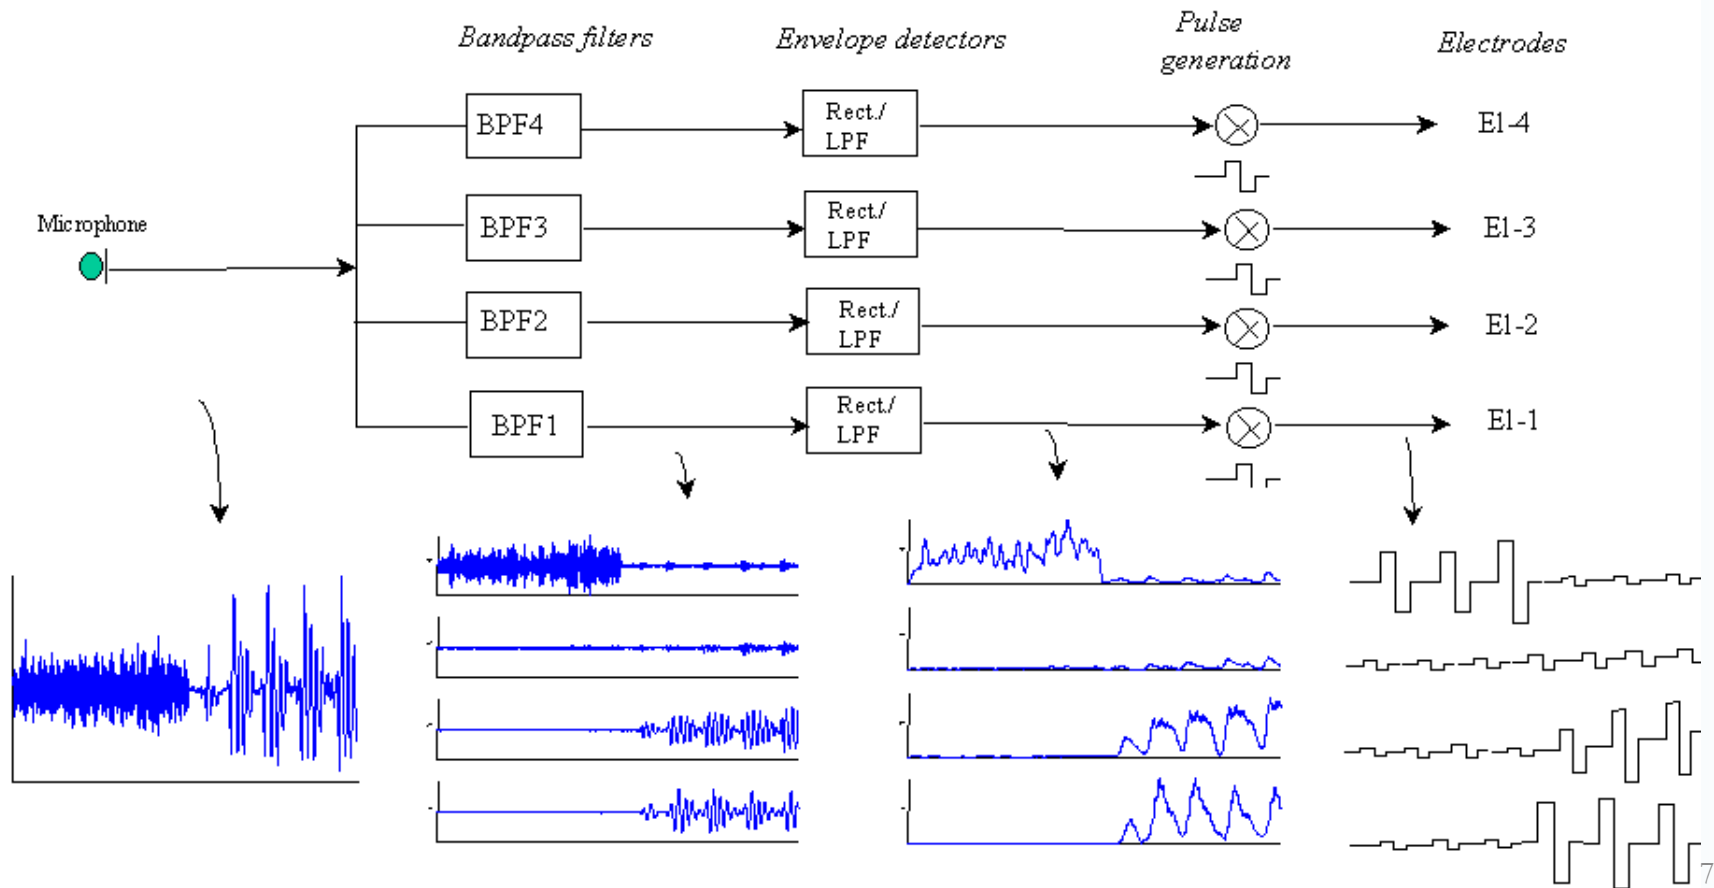 Bandpass filters
Envelope detectors
Pulse
generation
Electrodes
BPF4
Rect./
LPF
El-4
Microphone
BPF3
Rect./
LPF
El-3
BPF2
Rect./
LPF
El-2
BPF1
Rect./
LPF
El-1
7